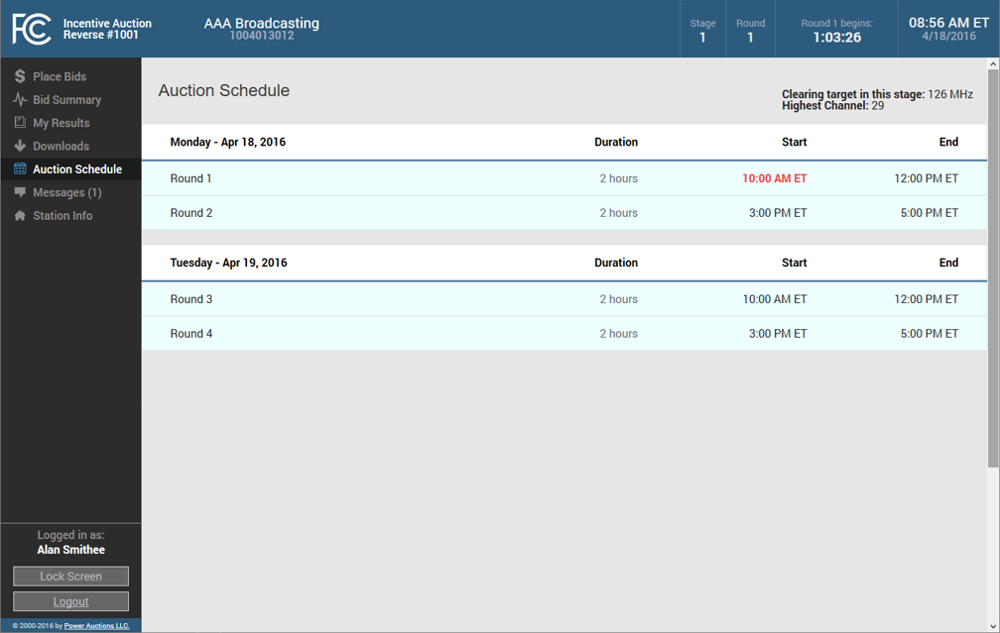 FCC
Incentive Auction
Reverse #1001
AAA Broadcasting
1004013012
Stage
1
Round
1
Round 1 begins:
1:03:26
08:56 AM ET
4/18/2016
Place Bids
Bid Summary
My Results
Downloads
Auction Schedule
Messages (1)
Station Info
Auction Schedule
Clearing target in this stage: 126 MHz
Highest Channel: 29
Monday - Apr 18, 2016 Duration Start End
Round 1 2 hours 10:00 AM ET 12:00 PM ET
Round 2 2 hours 3:00 PM ET 5:00 PM ET
Tuesday - Apr 19, 2016 Duration Start End
Round 3 2 hours 10:00 AM ET 12:00 PM ET
Round 4 2 hours 3:00 PM ET 5:00 PM ET
Logged in as:
Alan Smithee
Lock Screen
Logout
© 2000-2016 by Power Auctions LLC.